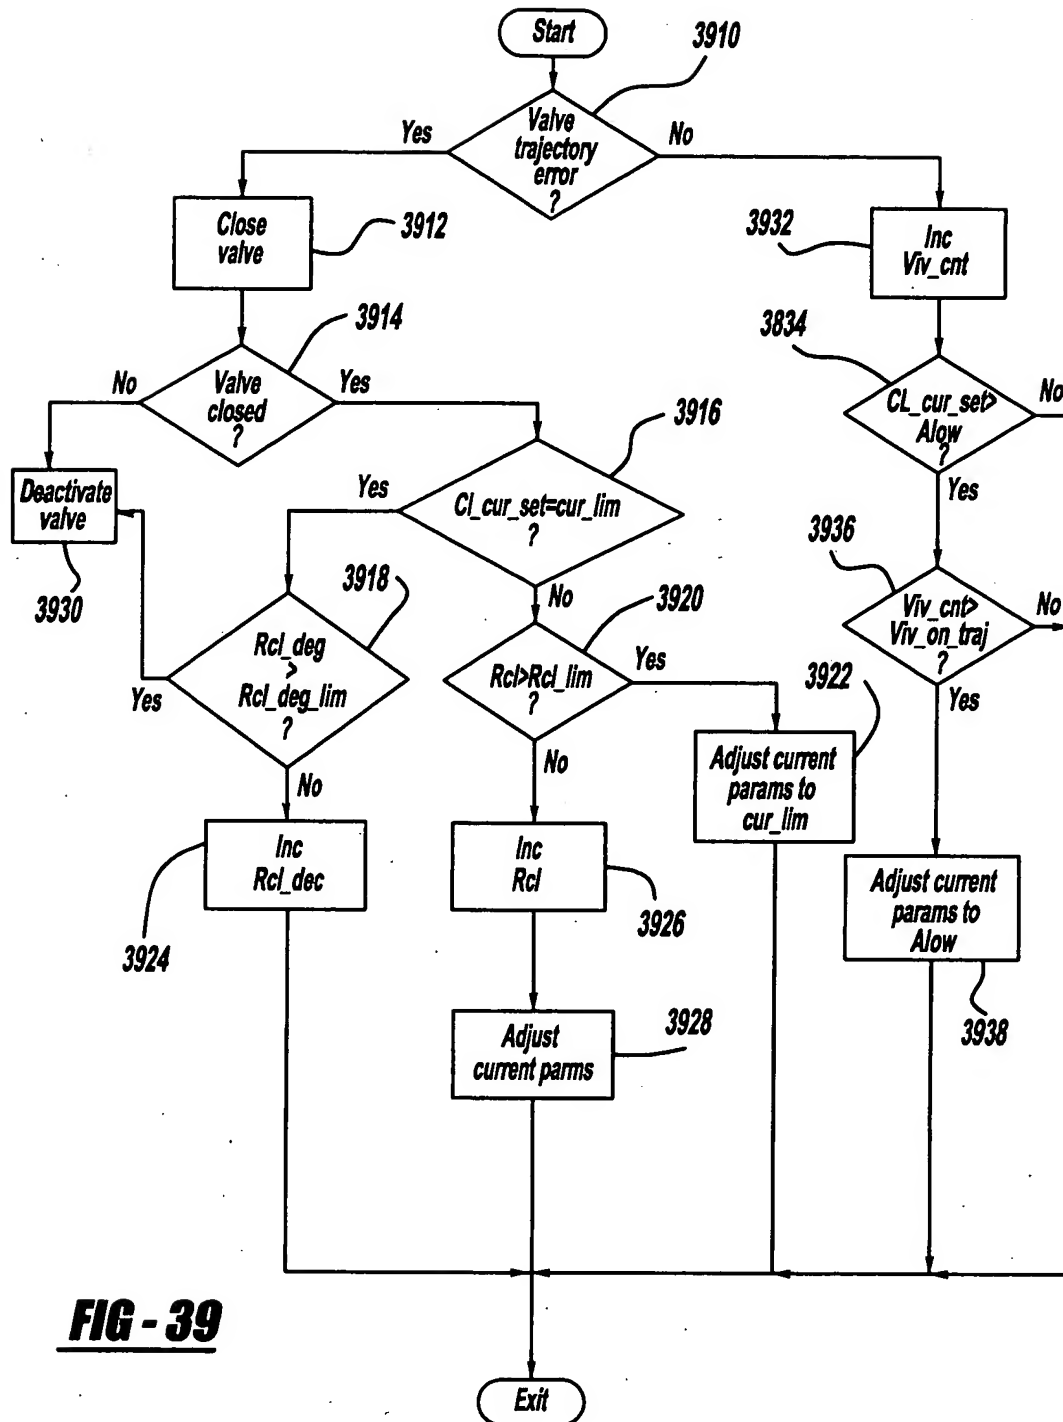 Start
3910
Valve
trajectory
error
?
Yes
No
Close
valve
3912
3932
Inc
Viv_cnt
3914
Valve
closed
?
No
Yes
3834
CL_cur_set>
Alow
?
No
Yes
3916
Cl_cur_set=cur_lim
?
Yes
No
Deactivate
valve
3930
3936
Viv_cnt>
Viv_on_traj
?
No
Yes
3918
Rcl_deg
>
Rcl_deg_lim
?
Yes
No
3920
Rcl>Rcl_lim
?
Yes
No
3922
Adjust current
params to
cur_lim
Inc
Rcl_dec
3924
Inc
Rcl
3926
Adjust current
params to
Alow
3938
Adjust
current parms
3928
FIG - 39
Exit